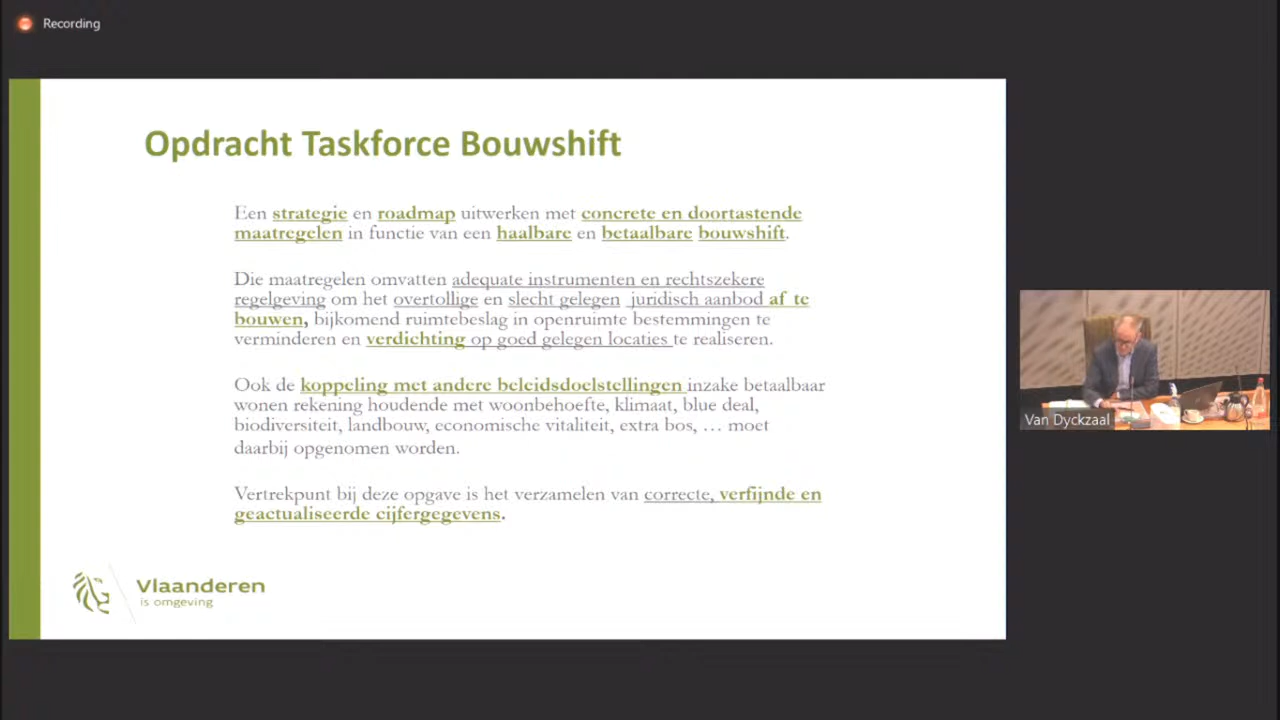 Recording
Opdracht Taskforce Bouwshift
Een strategie en roadmap uitwerken met concrete en doortastende
maatregelen in functie van een haalbare en betaalbare bouwshift.
Die maatregelen omvatten adequate instrumenten en rechtszekere
regelgeving om het overtollige en slecht gelegen juridisch aanbod af te
bouwen, bijkomend ruimtebeslag in openruimte bestemmingen te
verminderen en verdichting op goed gelegen locaties te realiseren.
Ook de koppeling met andere beleidsdoelstellingen inzake betaalbaar
wonen rekening houdende met woonbehoefte, klimaat, blue deal,
biodiversiteit, landbouw, economische vitaliteit, extra bos, … moet
daarbij opgenomen worden.
Vertrekpunt bij deze opgave is het verzamelen van correcte, verfijnde en
geactualiseerde cijfergegevens.
Vlaanderen
is omgeving
Van Dyckzaal